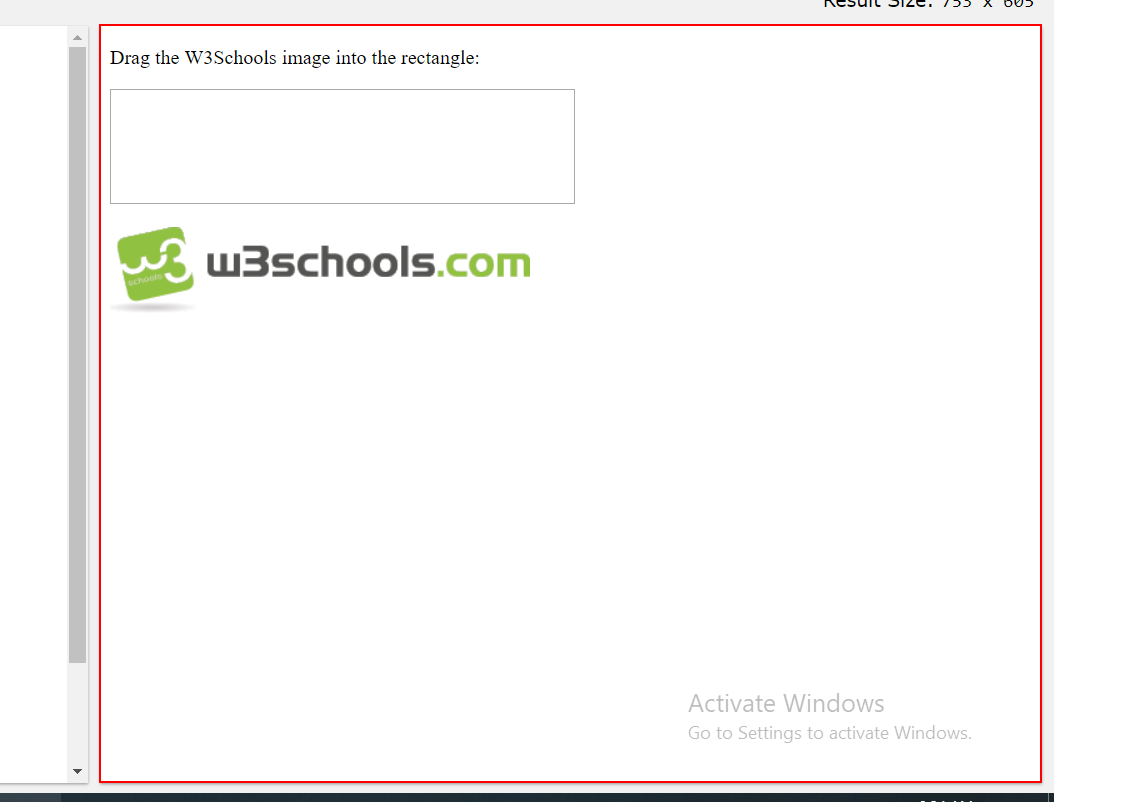 Result Size: 753 x 605
Drag the W3Schools image into the rectangle:
w3
schools
w3schools.com
Activate Windows
Go to Settings to activate Windows.